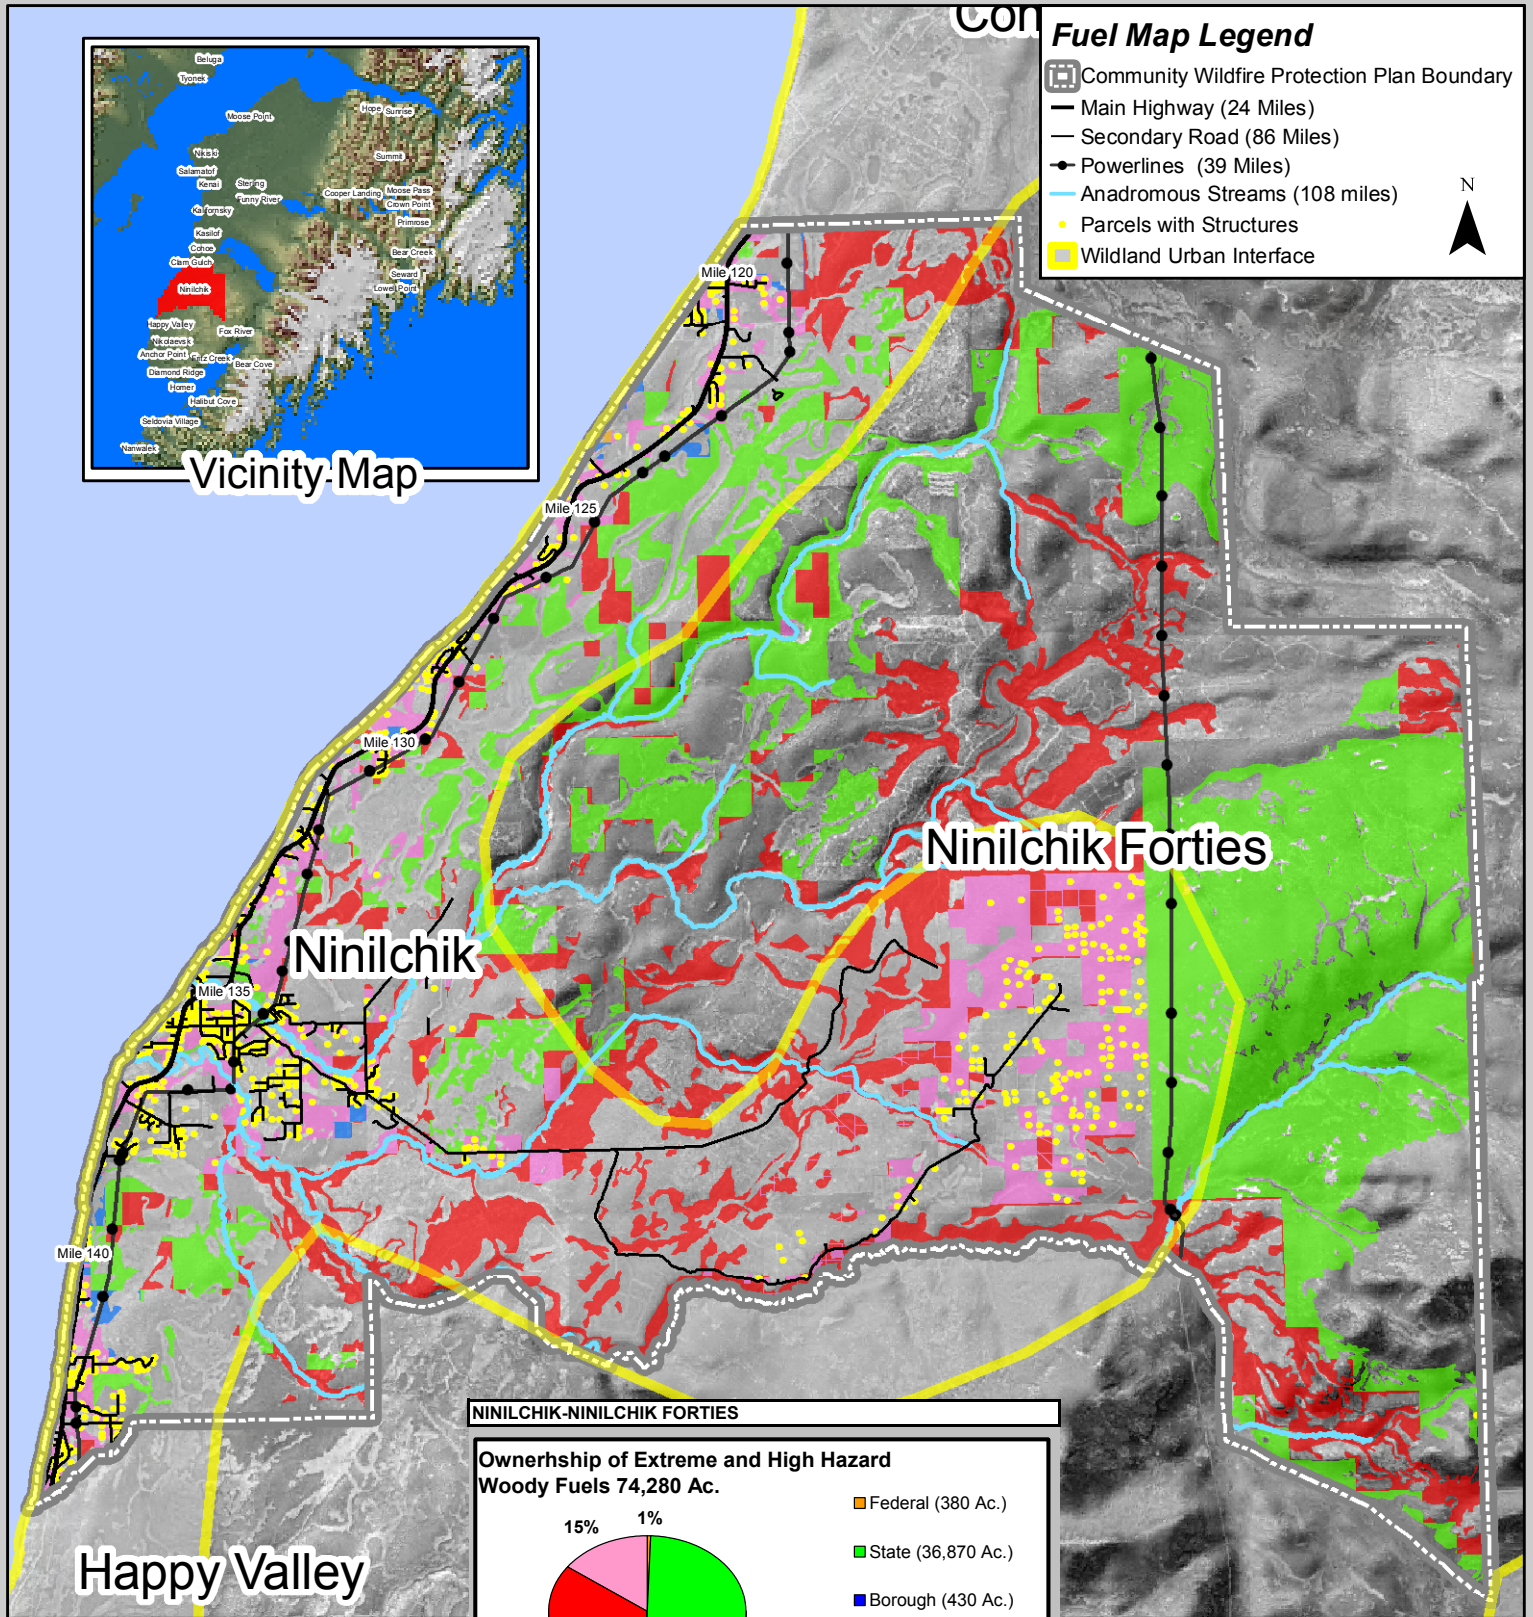 Com
Fuel Map Legend
Community Wildfire Protection Plan Boundary
Main Highway (24 Miles)
Secondary Road (86 Miles)
Powerlines (39 Miles)
Anadromous Streams (108 miles)
Parcels with Structures
Wildland Urban Interface
N
Beluga
Tyonek
Moose Point
Hope
Sunrise
Nikiski
Summit
Salamatof
Kenai
Sterling
Funny River
Cooper Landing
Moose Pass
Crown Point
Kalifornsky
Primrose
Kasilof
Cohoe
Bear Creek
Clam Gulch
Seward
Lowell Point
Ninilchik
Happy Valley
Fox River
Nikolaevsk
Anchor Point
Fritz Creek
Bear Cove
Diamond Ridge
Homer
Halibut Cove
Seldovia Village
Nanwalek
Vicinity Map
Mile 120
Mile 125
Mile 130
Ninilchik Forties
Ninilchik
Mile 135
Mile 140
Happy Valley
NINILCHIK-NINILCHIK FORTIES
Ownerhship of Extreme and High Hazard
Woody Fuels 74,280 Ac.
15%
1%
Federal (380 Ac.)
State (36,870 Ac.)
Borough (430 Ac.)